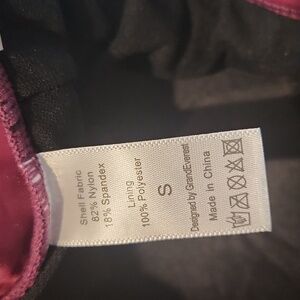 Shell Fabric
82% Nylon
18% Spandex
Lining
100% Polyester
S
Designed by GrandEverest
Made in China